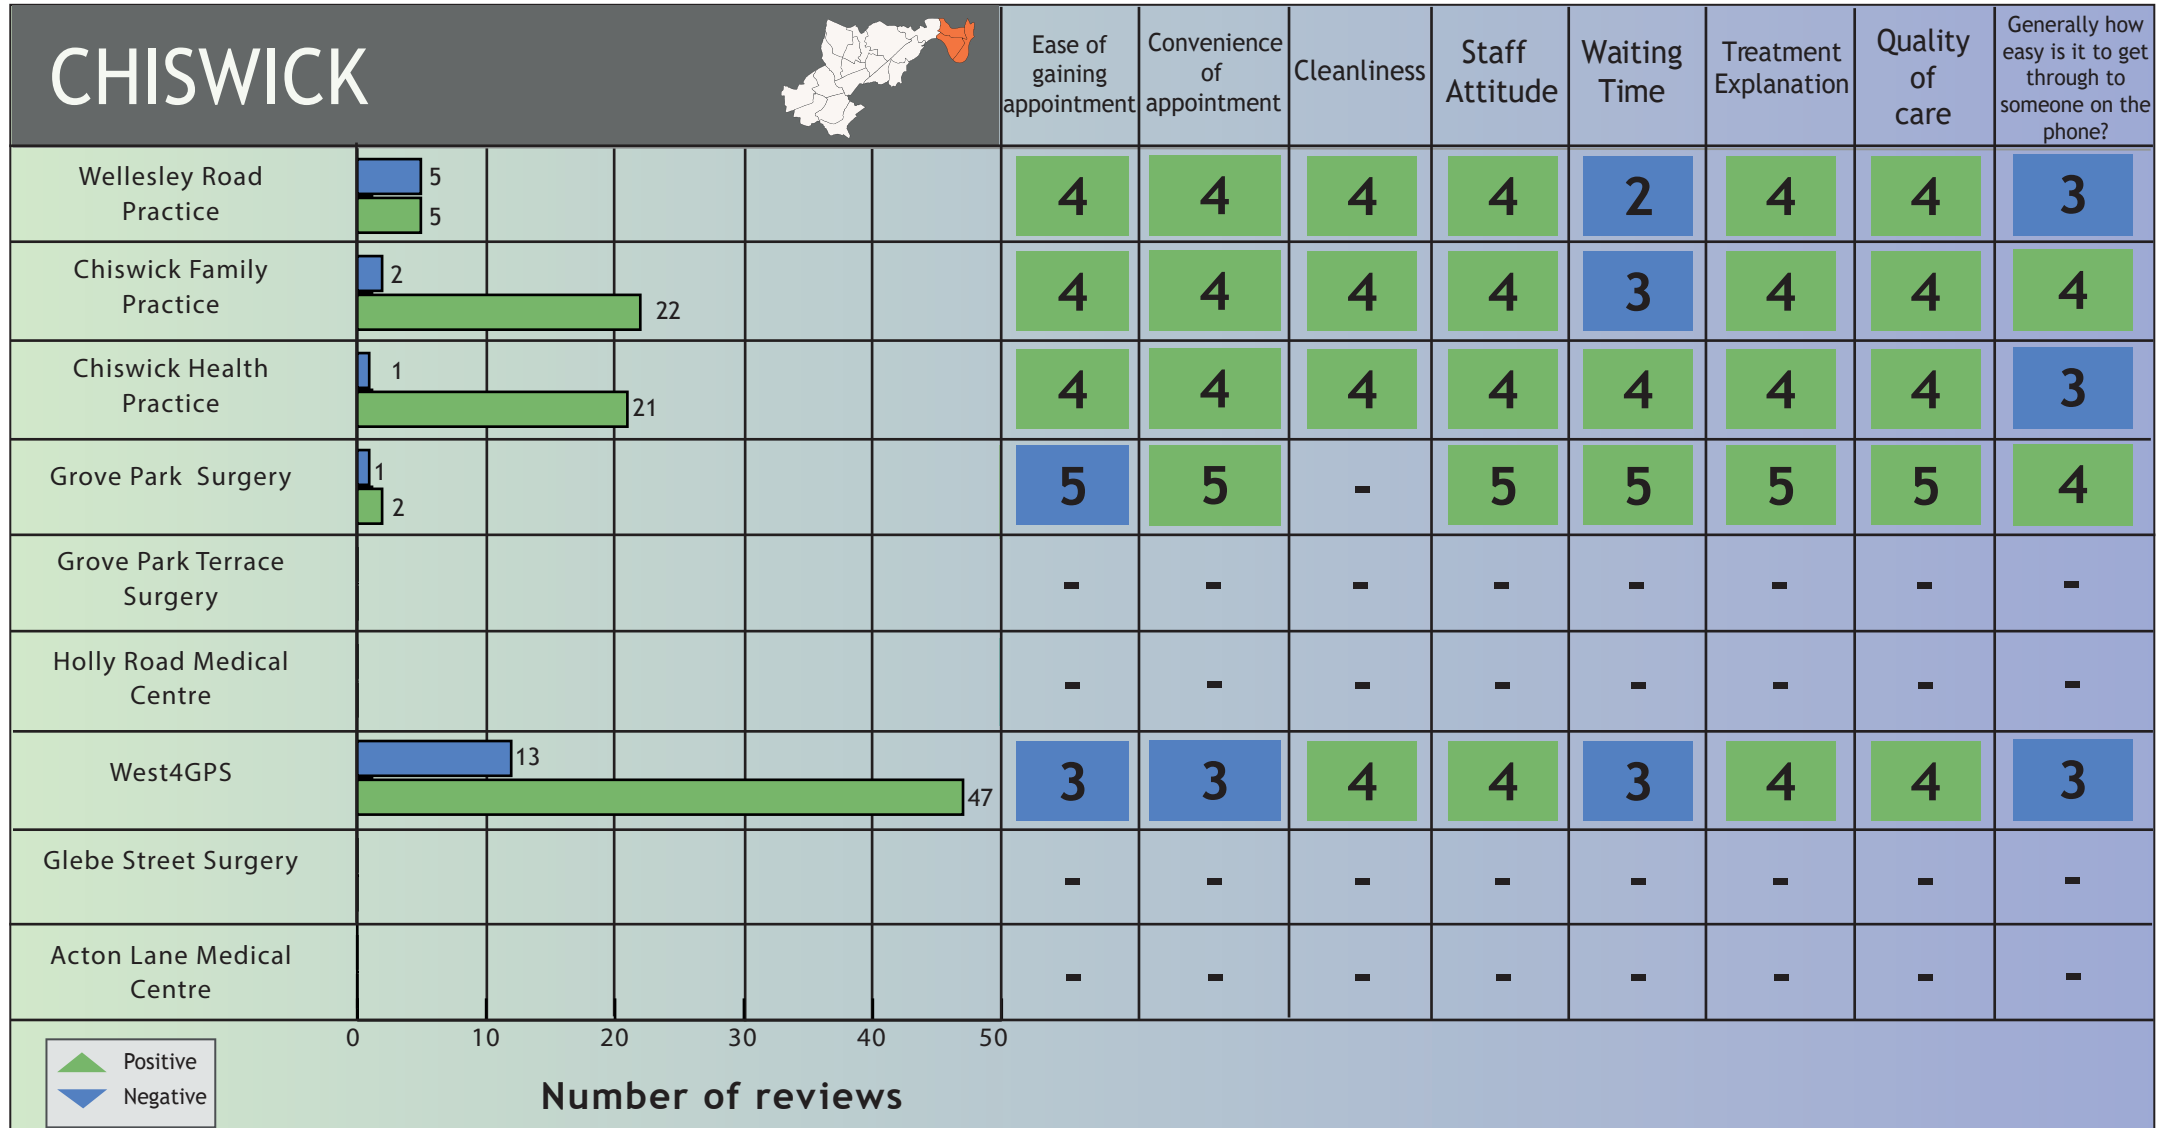 CHISWICK
Ease of
gaining
appointment
Convenience
of
appointment
Cleanliness
Staff
Attitude
Waiting
Time
Treatment
Explanation
Quality
of
care
Generally how
easy is it to get
through to
someone on the
phone?
Wellesley Road
Practice
5
5
4 4 4 4 2 4 4 3
Chiswick Family
Practice
2
22
4 4 4 4 3 4 4 4
Chiswick Health
Practice
1
21
4 4 4 4 4 4 4 3
Grove Park Surgery
1
2
5 5 - 5 5 5 5 4
Grove Park Terrace
Surgery
- - - - - - - -
Holly Road Medical
Centre
- - - - - - - -
West4GPS
13
47
3 3 4 4 3 4 4 3
Glebe Street Surgery
- - - - - - - -
Acton Lane Medical
Centre
- - - - - - - -
0 10 20 30 40 50
Positive
Negative
Number of reviews